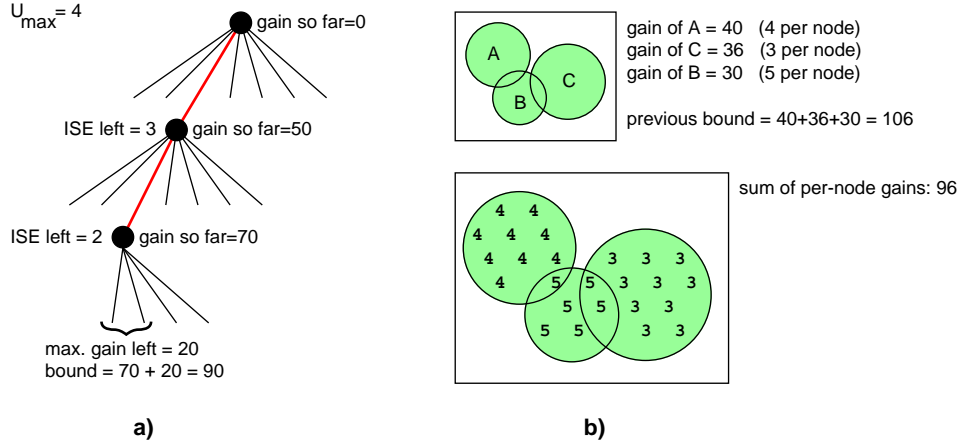 U_max = 4
gain so far=0
ISE left = 3
gain so far=50
ISE left = 2
gain so far=70
max. gain left = 20
bound = 70 + 20 = 90
a)
A
B
C
gain of A = 40 (4 per node)
gain of C = 36 (3 per node)
gain of B = 30 (5 per node)
previous bound = 40+36+30 = 106
sum of per-node gains: 96
4 4
4 4 4
4 4 4
4
5 5
5 5
5 5
3 3 3
3 3 3
3 3
3 3
b)